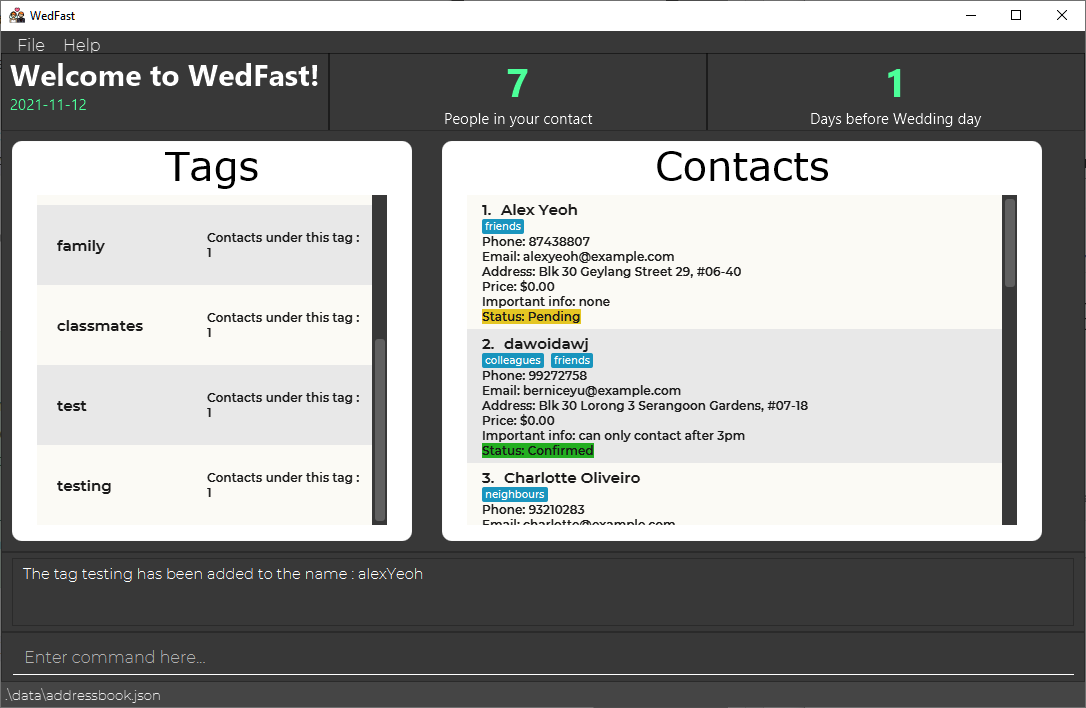 WedFast
File Help
Welcome to WedFast!
2021-11-12
7
People in your contact
1
Days before Wedding day
Tags
family
Contacts under this tag :
1
classmates
Contacts under this tag :
1
test
Contacts under this tag :
1
testing
Contacts under this tag :
1
Contacts
1. Alex Yeoh
friends
Phone: 87438807
Email: alexyeoh@example.com
Address: Blk 30 Geylang Street 29, #06-40
Price: $0.00
Important info: none
Status: Pending
2. dawoidawj
colleagues friends
Phone: 99272758
Email: berniceyu@example.com
Address: Blk 30 Lorong 3 Serangoon Gardens, #07-18
Price: $0.00
Important info: can only contact after 3pm
Status: Confirmed
3. Charlotte Oliveiro
neighbours
Phone: 93210283
Email: charlotte@example.com
The tag testing has been added to the name : alexYeoh
Enter command here...
.\data\addressbook.json